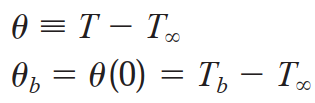 θ ≡ T − T∞
θb = θ(0) = Tb − T∞